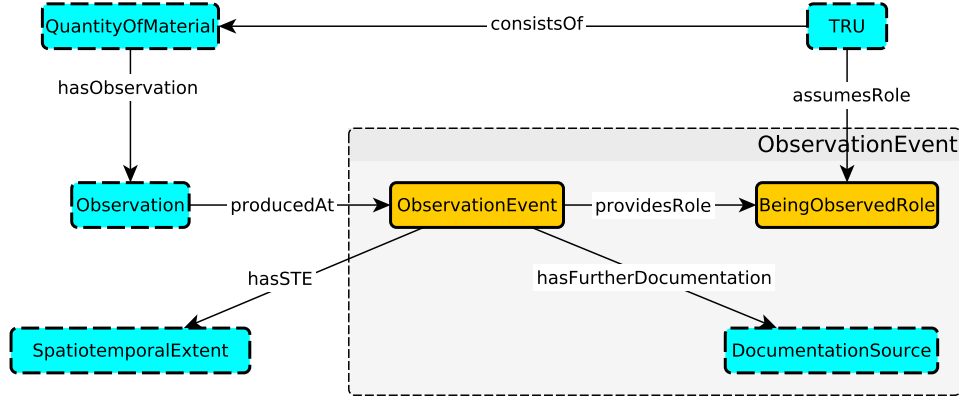 QuantityOfMaterial
consistsOf
TRU
hasObservation
assumesRole
ObservationEvent
Observation
producedAt
ObservationEvent
providesRole
BeingObservedRole
hasSTE
hasFurtherDocumentation
SpatiotemporalExtent
DocumentationSource